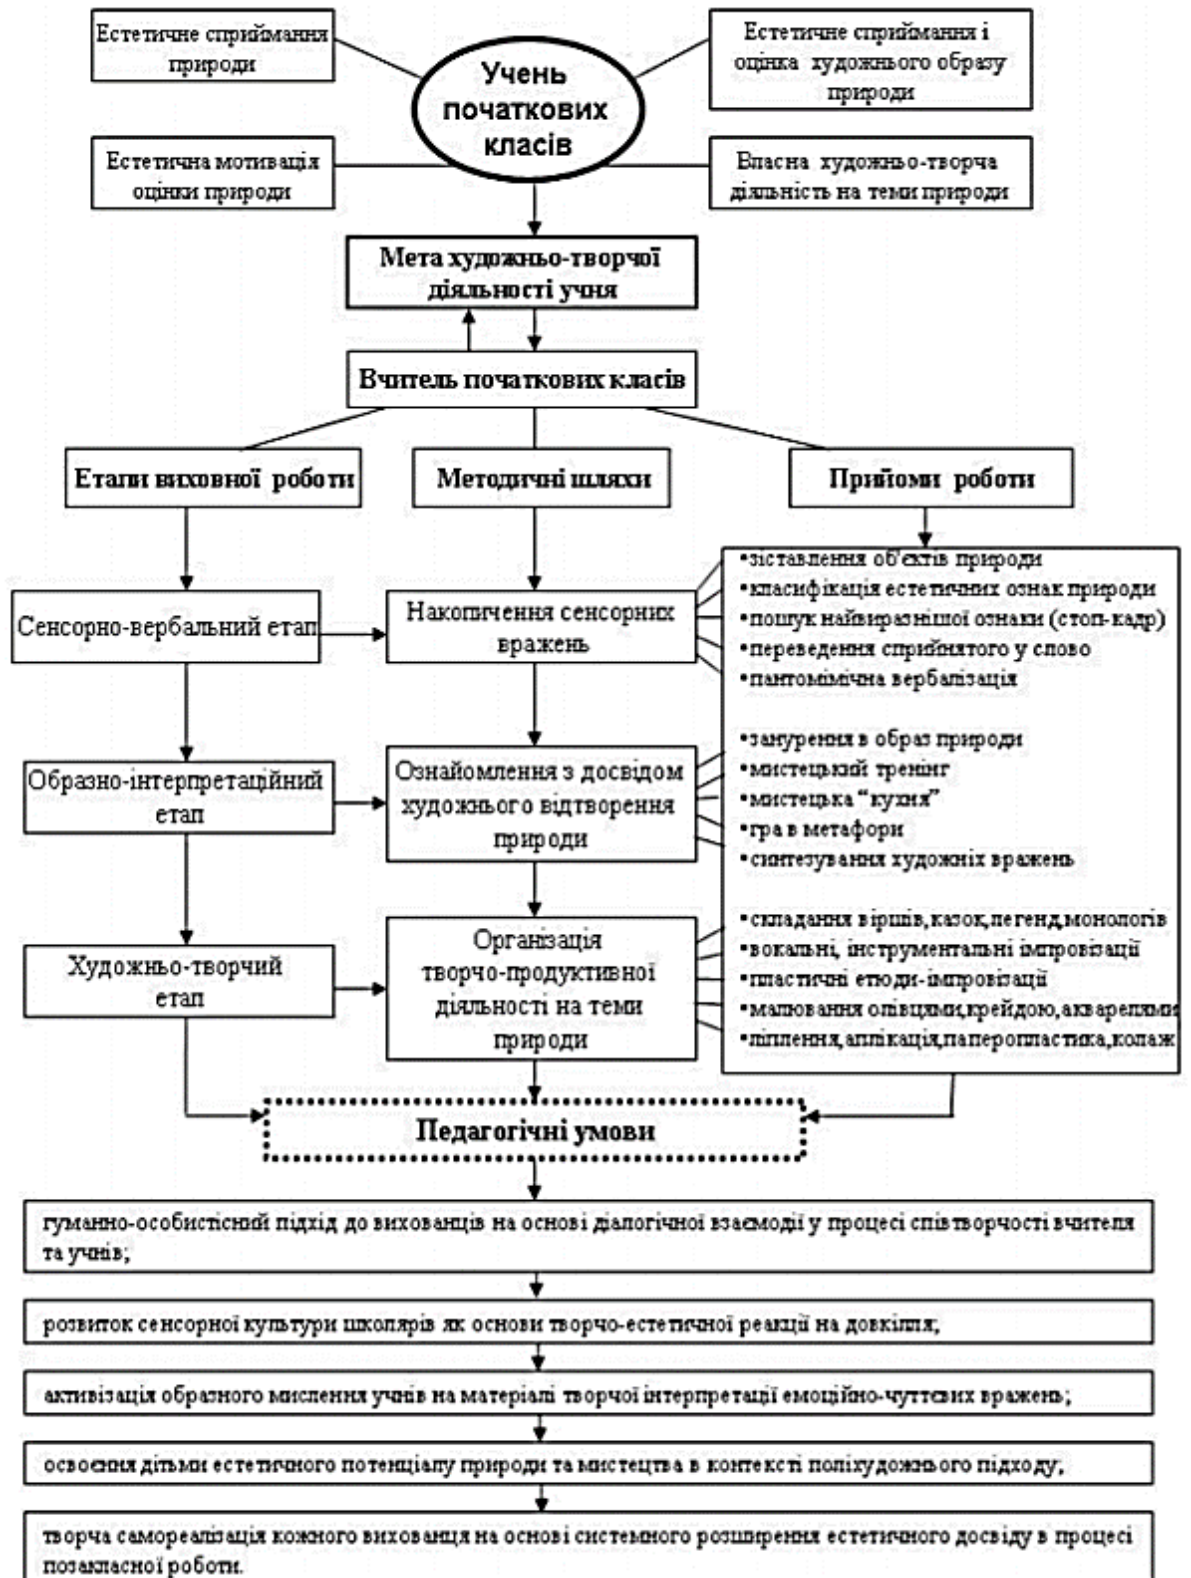 Естетичне сприймання
природи
Учень
початкових
класів
Естетичне сприймання і
оцінка художнього образу
природи
Естетична мотивація
оцінки природи
Власна художньо-творча
діяльність на теми природи
Мета художньо-творчої
діяльності учня
Вчитель початкових класів
Етапи виховної роботи
Методичні шляхи
Прийоми роботи
Сенсорно-вербальний етап
Накопичення сенсорних
вражень
•зіставлення об'єктів природи
•класифікація естетичних ознак природи
•пошук найвиразнішої ознаки (стоп-кадр)
•переведення сприйнятого у слово
•пантомімічна вербалізація
Образно-інтерпретаційний
етап
Ознайомлення з досвідом
художнього відтворення
природи
•занурення в образ природи
•мистецький тренінг
•мистецька “кухня”
•гра в метафори
•синтезування художніх вражень
Художньо-творчий
етап
Організація
творчо-продуктивної
діяльності на теми
природи
•складання віршів,казок,легенд,монологів
•вокальні, інструментальні імпровізації
•пластичні етюди-імпровізації
•малювання олівцями,крейдою,акварелями
•ліплення,аплікація,паперопластика,колаж
Педагогічні умови
гуманно-особистісний підхід до вихованців на основі діалогічної взаємодії у процесі співтворчості вчителя
та учнів;
розвиток сенсорної культури школярів як основи творчо-естетичної реакції на довкілля;
активізація образного мислення учнів на матеріалі творчої інтерпретації емоційно-чуттєвих вражень;
освоєння дітьми естетичного потенціалу природи та мистецтва в контексті поліхудожнього підходу;
творча самореалізація кожного вихованця на основі системного розширення естетичного досвіду в процесі
позакласної роботи.